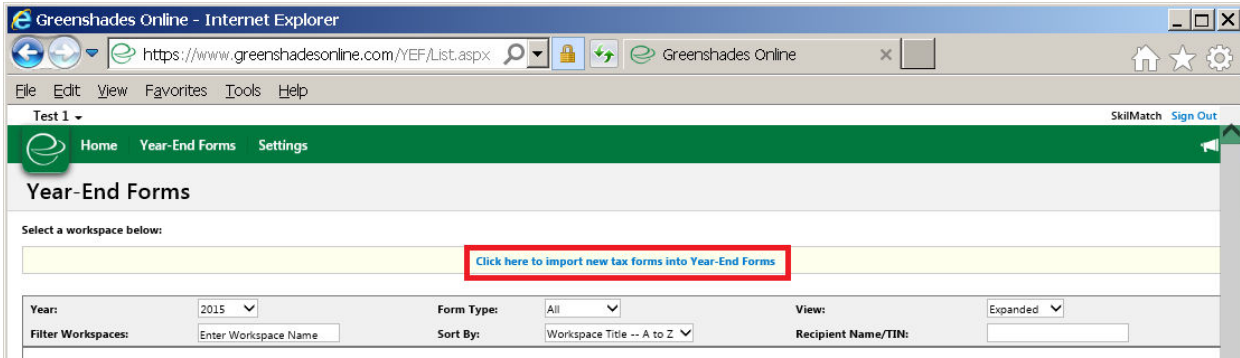 Greenshades Online - Internet Explorer
https://www.greenshadesonline.com/YEF/List.aspx Greenshades Online
File Edit View Favorites Tools Help
Test 1 SkilMatch Sign Out
Home Year-End Forms Settings
Year-End Forms
Select a workspace below:
Click here to import new tax forms into Year-End Forms
Year: 2015 Form Type: All View: Expanded
Filter Workspaces: Enter Workspace Name Sort By: Workspace Title -- A to Z Recipient Name/TIN: